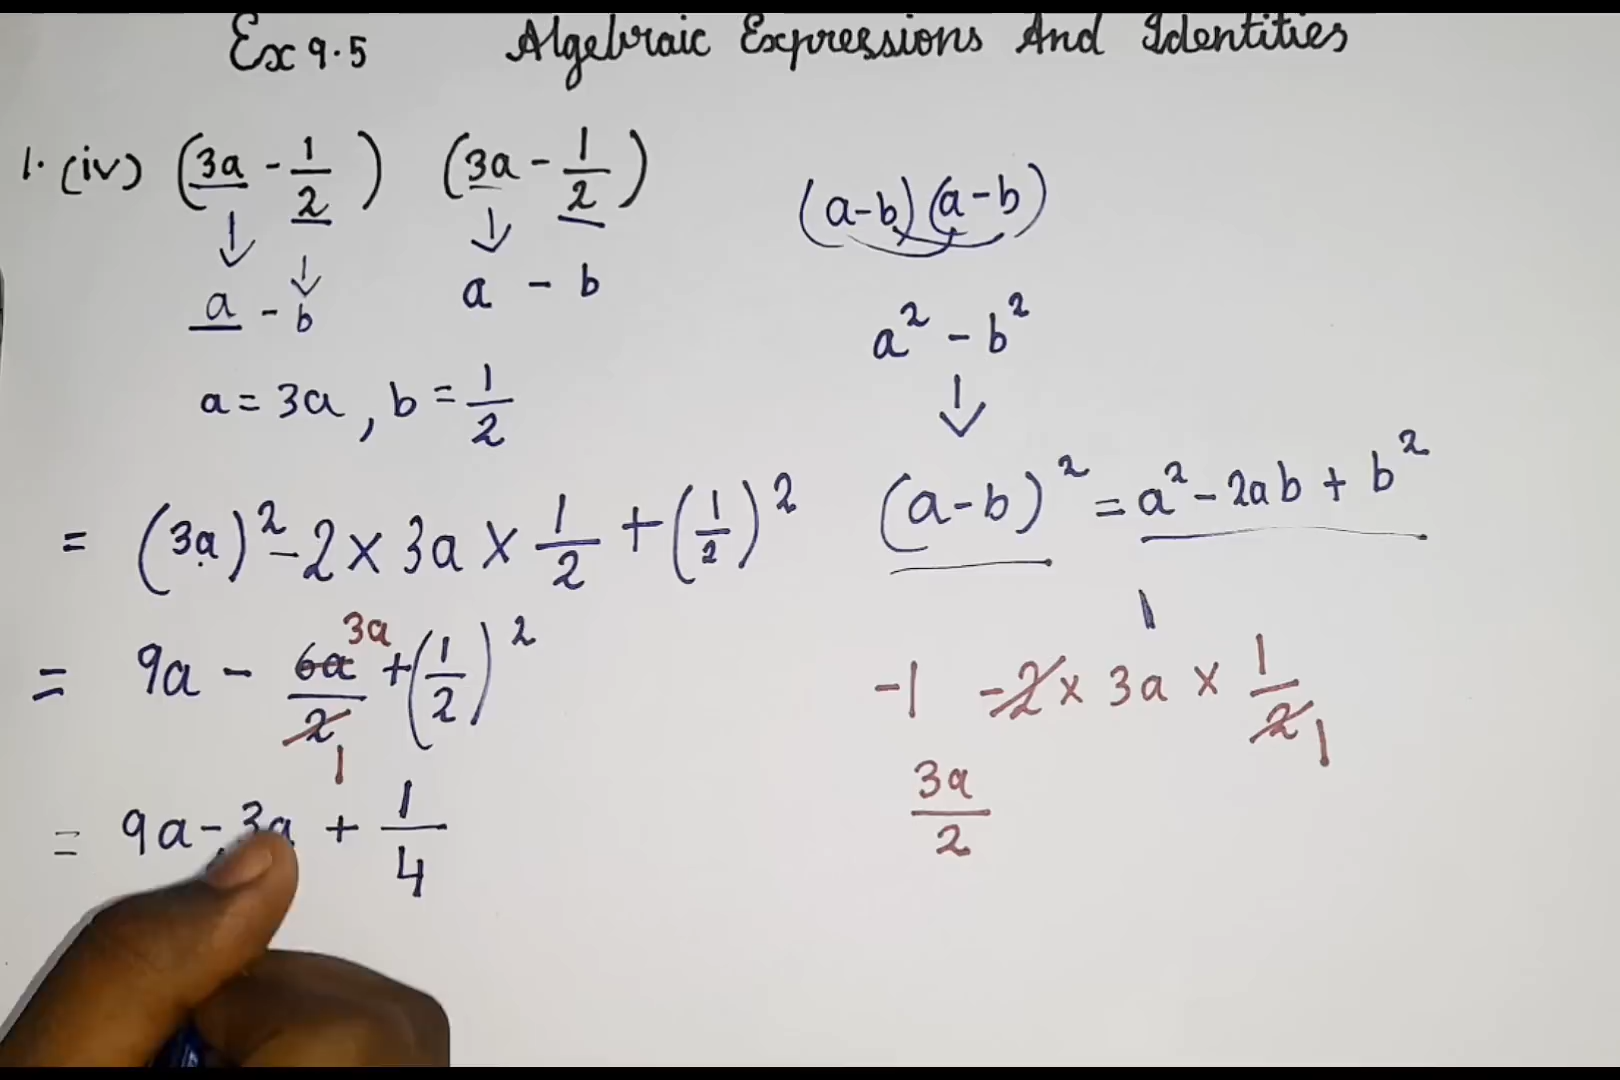 Ex 9.5 Algebraic Expressions And Identities
1. (iv) (3a - 1/2) (3a - 1/2)
a - b a - b
a = 3a, b = 1/2
= (3a)² - 2 × 3a × 1/2 + (1/2)²
= 9a - 6a/2 + (1/2)²
3a
1
= 9a - 3a + 1/4
(a-b)(a-b)
a² - b²
(a-b)² = a² - 2ab + b²
-1 -2 × 3a × 1/2 1
3a/2